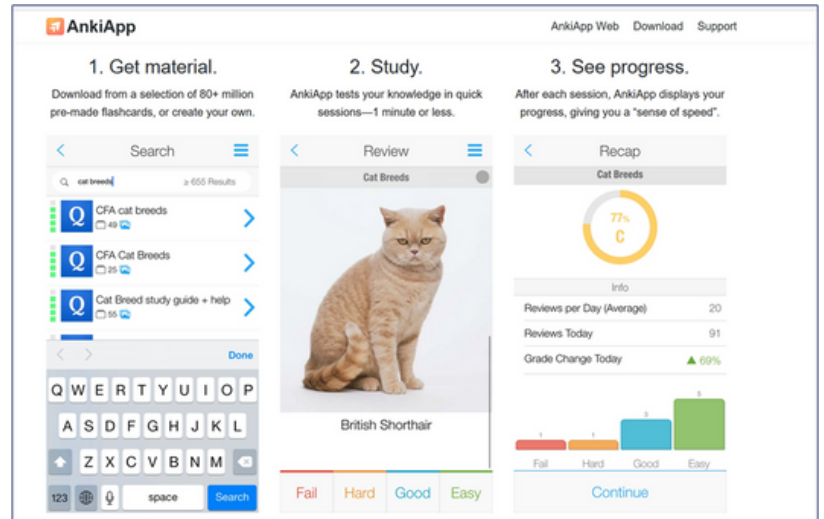 AnkiApp
AnkiApp Web Download Support
1. Get material.
Download from a selection of 80+ million
pre-made flashcards, or create your own.
Search
cat breeds ≥ 655 Results
Q CFA cat breeds
49
Q CFA Cat Breeds
25
Q Cat Breed study guide + help
55
Done
Q W E R T Y U I O P
A S D F G H J K L
Z X C V B N M
123 space Search
2. Study.
AnkiApp tests your knowledge in quick
sessions—1 minute or less.
Review
Cat Breeds
British Shorthair
Fail Hard Good Easy
3. See progress.
After each session, AnkiApp displays your
progress, giving you a “sense of speed”.
Recap
Cat Breeds
77%
C
Info
Reviews per Day (Average) 20
Reviews Today 91
Grade Change Today ▲ 69%
1 1 3 5
Fail Hard Good Easy
Continue